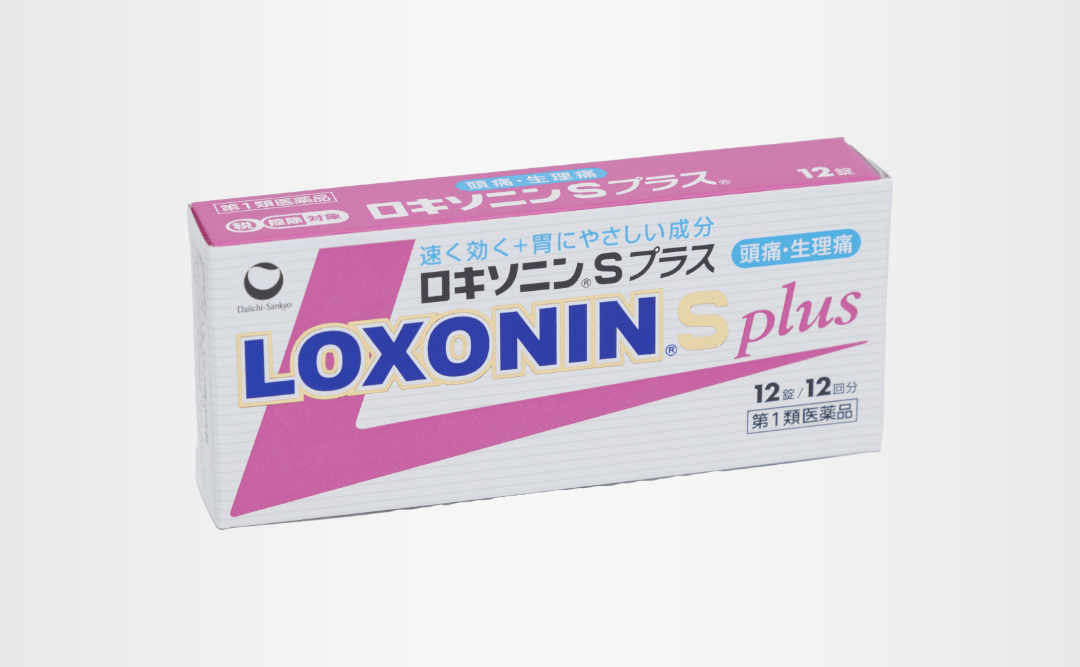 頭痛・生理痛
第1類医薬品
ロキソニンSプラス®
12錠
税 控除 対象
速く効く+胃にやさしい成分
ロキソニン®Sプラス
頭痛・生理痛
Daiichi-Sankyo
LOXONIN®S plus
12錠/12回分
第1類医薬品